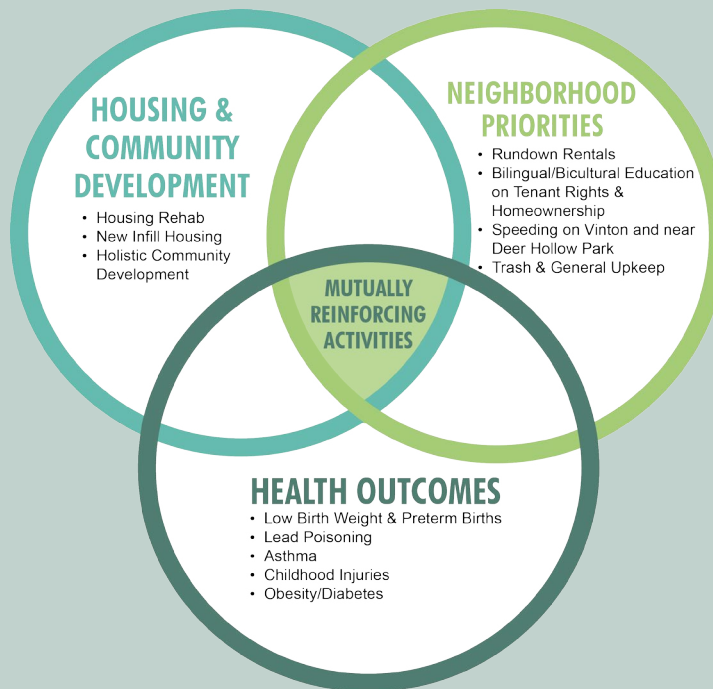 HOUSING &
COMMUNITY
DEVELOPMENT
• Housing Rehab
• New Infill Housing
• Holistic Community
Development
NEIGHBORHOOD
PRIORITIES
• Rundown Rentals
• Bilingual/Bicultural Education
on Tenant Rights &
Homeownership
• Speeding on Vinton and near
Deer Hollow Park
• Trash & General Upkeep
MUTUALLY
REINFORCING
ACTIVITIES
HEALTH OUTCOMES
• Low Birth Weight & Preterm Births
• Lead Poisoning
• Asthma
• Childhood Injuries
• Obesity/Diabetes